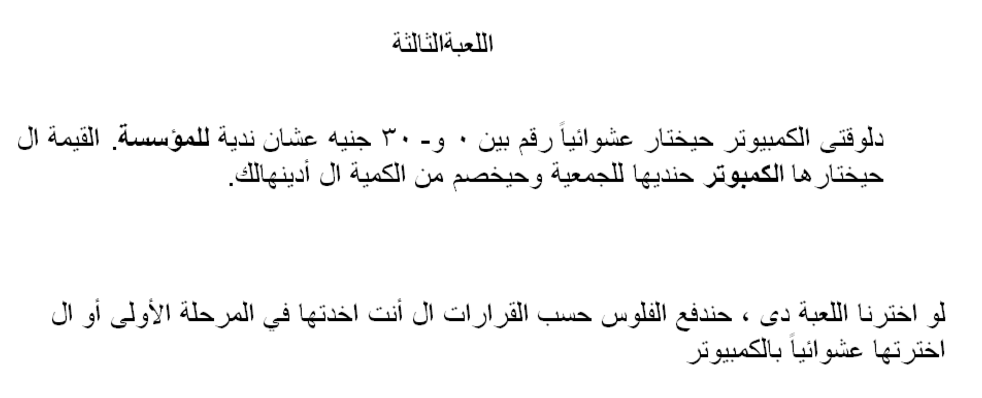 اللعبةالثالثة
دلوقتى الكمبيوتر حيختار عشوائياً رقم بين ٠ و- ٣٠ جنيه عشان ندية للمؤسسة. القيمة ال
حيختارها الكمبوتر حنديها للجمعية وحيخصم من الكمية ال أدينهالك.
لو اخترنا اللعبة دى ، حندفع الفلوس حسب القرارات ال أنت اخدتها في المرحلة الأولى أو ال
اخترتها عشوائياً بالكمبيوتر